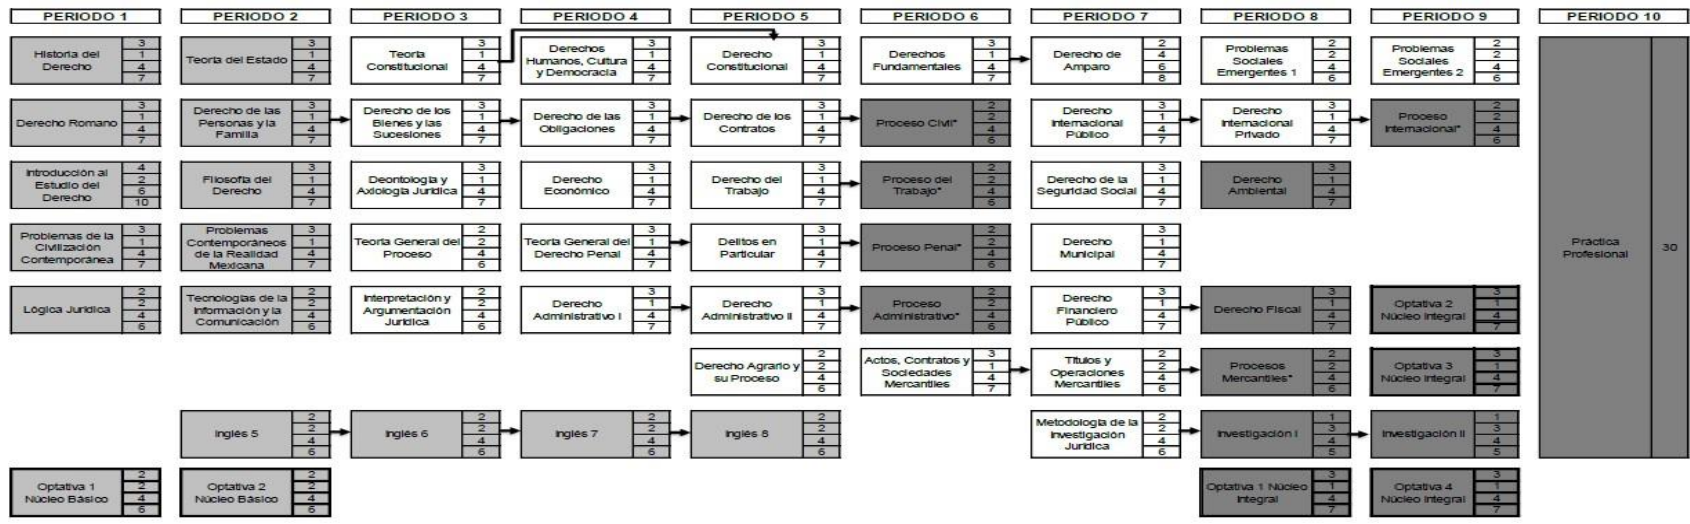 PERIODO 1 PERIODO 2 PERIODO 3 PERIODO 4 PERIODO 5 PERIODO 6 PERIODO 7 PERIODO 8 PERIODO 9 PERIODO 10
Historia del
Derecho
3
1
4
7
Teoría del Estado
3
1
4
7
Teoría
Constitucional
3
1
4
7
Derechos
Humanos, Cultura
y Democracia
3
1
4
7
Derecho
Constitucional
3
1
4
7
Derechos
Fundamentales
3
1
4
7
Derecho de
Amparo
2
4
6
8
Problemas
Sociales
Emergentes 1
2
2
4
6
Problemas
Sociales
Emergentes 2
2
2
4
6
Derecho Romano
3
1
4
7
Derecho de las
Personas y la
Familia
3
1
4
7
Derecho de los
Bienes y las
Sucesiones
3
1
4
7
Derecho de las
Obligaciones
3
1
4
7
Derecho de los
Contratos
3
1
4
7
Proceso Civil*
2
2
4
6
Derecho
Internacional
Público
3
1
4
7
Derecho
Internacional
Privado
3
1
4
7
Proceso
Internacional*
2
2
4
6
Introducción al
Estudio del
Derecho
4
2
6
10
Filosofía del
Derecho
3
1
4
7
Deontología y
Axiología Jurídica
3
1
4
7
Derecho
Económico
3
1
4
7
Derecho del
Trabajo
3
1
4
7
Proceso del
Trabajo*
2
2
4
6
Derecho de la
Seguridad Social
3
1
4
7
Derecho
Ambiental
3
1
4
7
Problemas de la
Civilización
Contemporánea
3
1
4
7
Problemas
Contemporáneos
de la Realidad
Mexicana
3
1
4
7
Teoría General del
Proceso
2
2
4
6
Teoría General del
Derecho Penal
3
1
4
7
Delitos en
Particular
3
1
4
7
Proceso Penal*
2
2
4
6
Derecho
Municipal
3
1
4
7
Práctica
Profesional
30
Lógica Jurídica
2
2
4
6
Tecnologías de la
Información y la
Comunicación
2
2
4
6
Interpretación y
Argumentación
Jurídica
2
2
4
6
Derecho
Administrativo I
3
1
4
7
Derecho
Administrativo II
3
1
4
7
Proceso
Administrativo*
2
2
4
6
Derecho
Financiero
Público
3
1
4
7
Derecho Fiscal
3
1
4
7
Optativa 2
Núcleo Integral
3
1
4
7
Derecho Agrario y
su Proceso
2
2
4
6
Actos, Contratos y
Sociedades
Mercantiles
3
1
4
7
Títulos y
Operaciones
Mercantiles
2
2
4
6
Procesos
Mercantiles*
2
2
4
6
Optativa 3
Núcleo Integral
3
1
4
7
Inglés 5
2
2
4
6
Inglés 6
2
2
4
6
Inglés 7
2
2
4
6
Inglés 8
2
2
4
6
Metodología de la
Investigación
Jurídica
2
2
4
6
Investigación I
1
3
4
5
Investigación II
1
3
4
5
Optativa 1
Núcleo Básico
2
2
4
6
Optativa 2
Núcleo Básico
2
2
4
6
Optativa 1 Núcleo
Integral
3
1
4
7
Optativa 4
Núcleo Integral
3
1
4
7